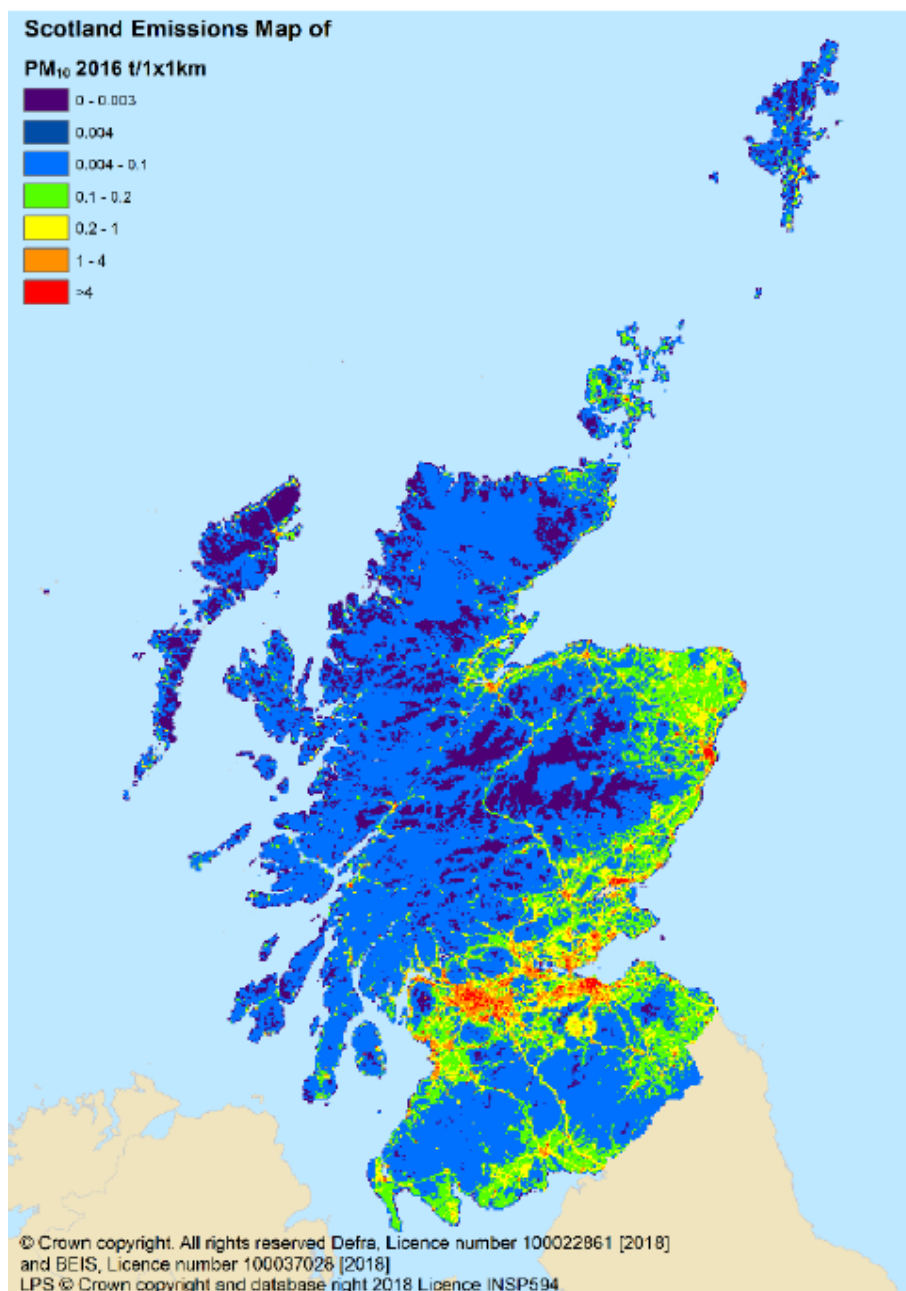 Scotland Emissions Map of
PM₁₀ 2016 t/1x1km
0 - 0.003
0.004
0.004 - 0.1
0.1 - 0.2
0.2 - 1
1 - 4
>4
© Crown copyright. All rights reserved Defra, Licence number 100022861 [2018]
and BEIS, Licence number 100037028 [2018]
LPS © Crown copyright and database right 2018 Licence INSP594.